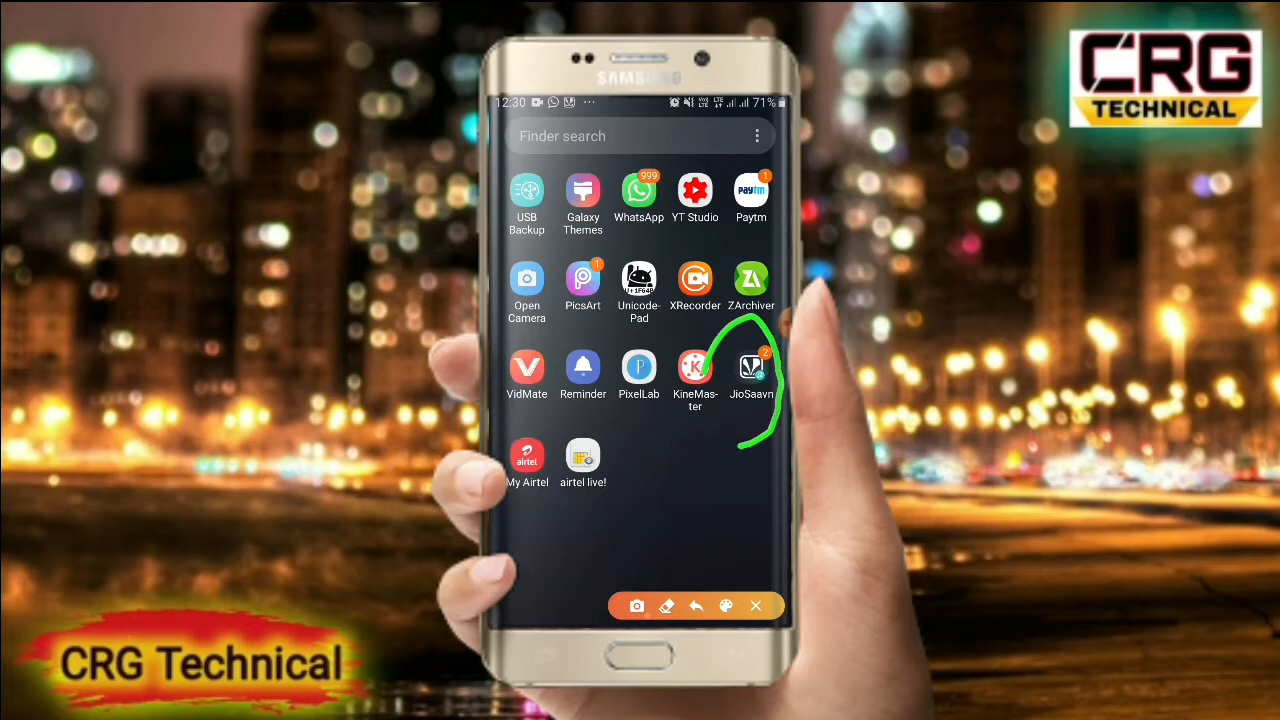 CRG
TECHNICAL
SAMSUNG
12:30
71%
Finder search
999
1
USB
Backup
Galaxy
Themes
WhatsApp
YT Studio
Paytm
paytm
1
Open
Camera
PicsArt
U+1F64B
Unicode-
Pad
XRecorder
ZA
ZArchiver
2
VidMate
Reminder
P
PixelLab
K
KineMas-
ter
JioSaavn
airtel
My Airtel
airtel live!
CRG Technical